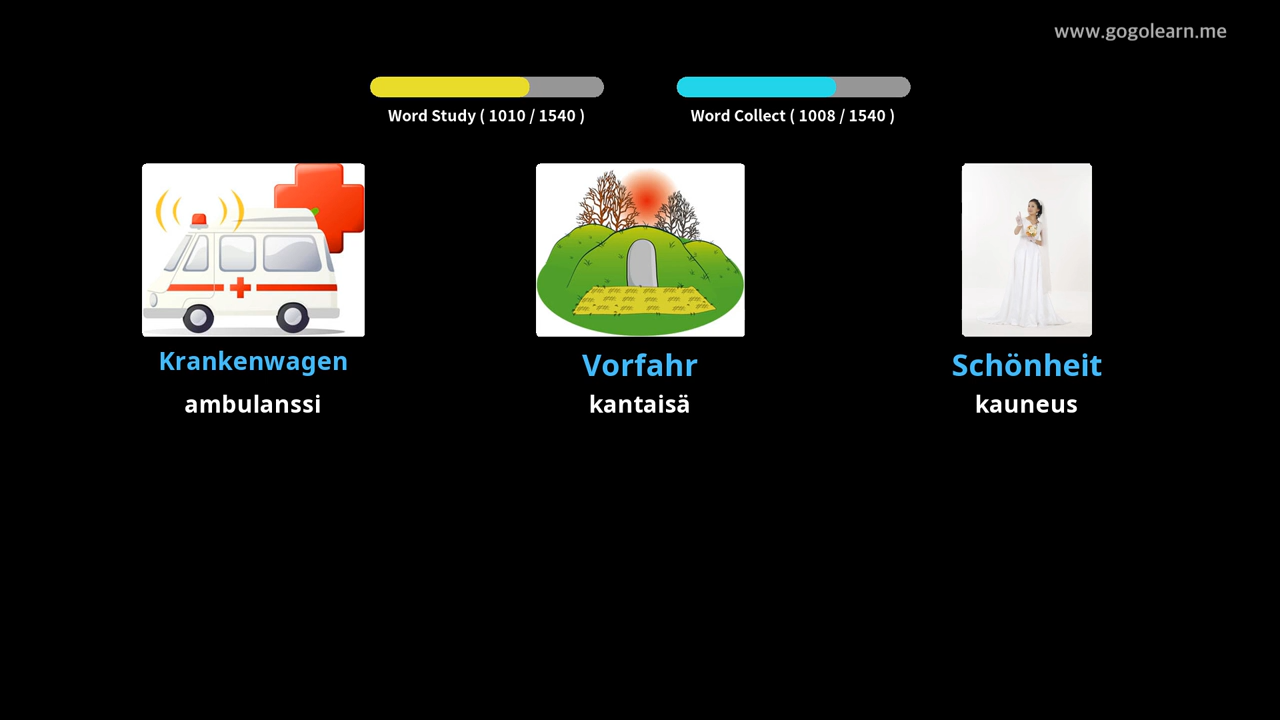 www.gogolearn.me
Word Study ( 1010 / 1540 )
Word Collect ( 1008 / 1540 )
Krankenwagen
Vorfahr
Schönheit
ambulanssi
kantaisä
kauneus